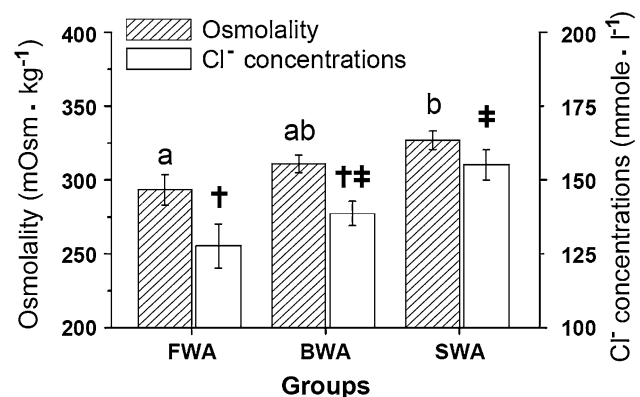 Osmolality
Cl⁻ concentrations
Osmolality (mOsm · kg⁻¹)
400
350
300
250
200
a
†
ab
†‡
b
‡
200
175
150
125
100
Cl⁻ concentrations (mmole · l⁻¹)
FWA BWA SWA
Groups